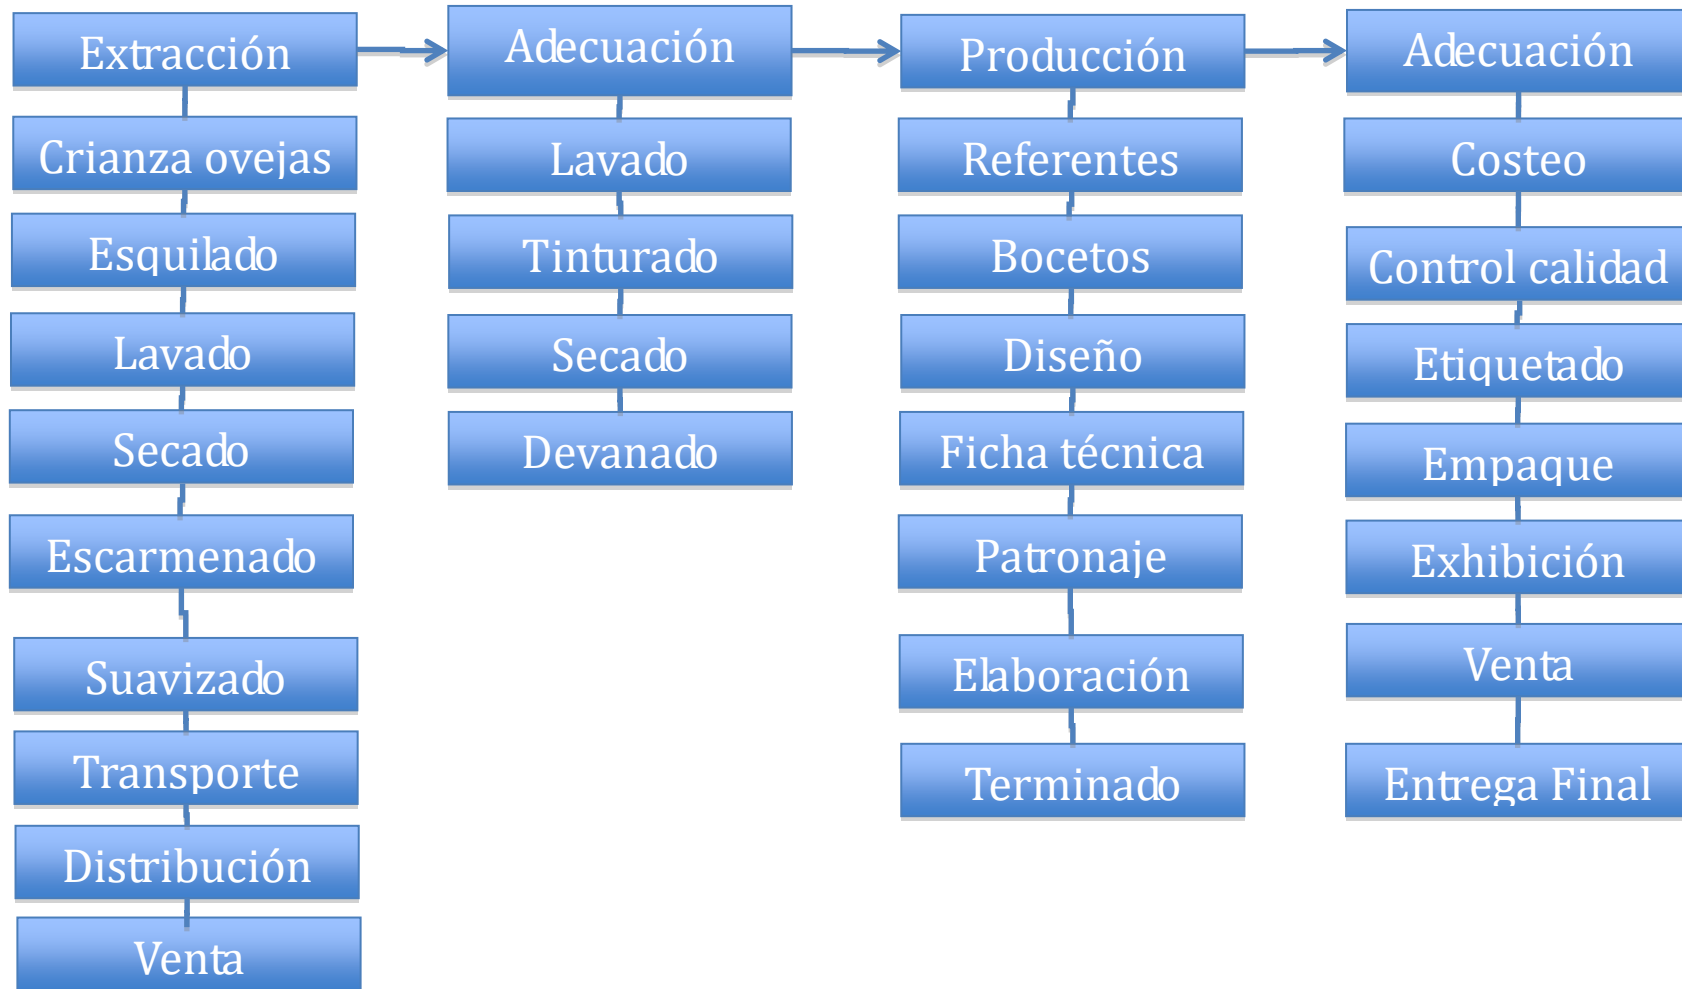 Extracción
Crianza ovejas
Esquilado
Lavado
Secado
Escarmenado
Suavizado
Transporte
Distribución
Venta
Adecuación
Lavado
Tinturado
Secado
Devanado
Producción
Referentes
Bocetos
Diseño
Ficha técnica
Patronaje
Elaboración
Terminado
Adecuación
Costeo
Control calidad
Etiquetado
Empaque
Exhibición
Venta
Entrega Final